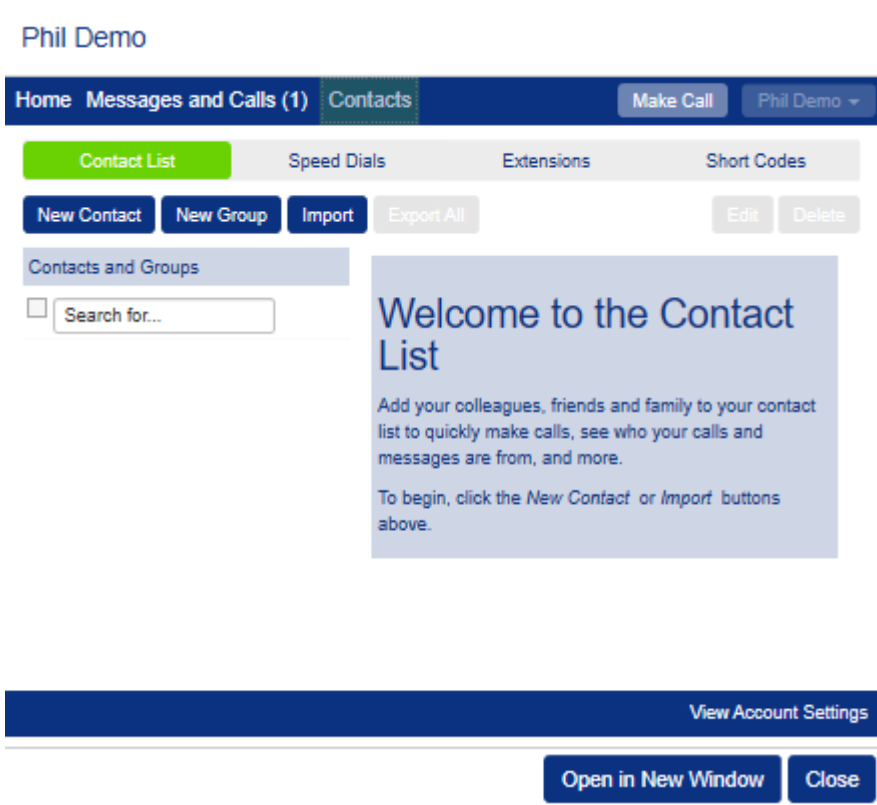 Phil Demo
Home Messages and Calls (1) Contacts Make Call Phil Demo
Contact List Speed Dials Extensions Short Codes
New Contact New Group Import Export All Edit Delete
Contacts and Groups
Search for...
Welcome to the Contact
List
Add your colleagues, friends and family to your contact
list to quickly make calls, see who your calls and
messages are from, and more.
To begin, click the New Contact or Import buttons
above.
View Account Settings
Open in New Window Close